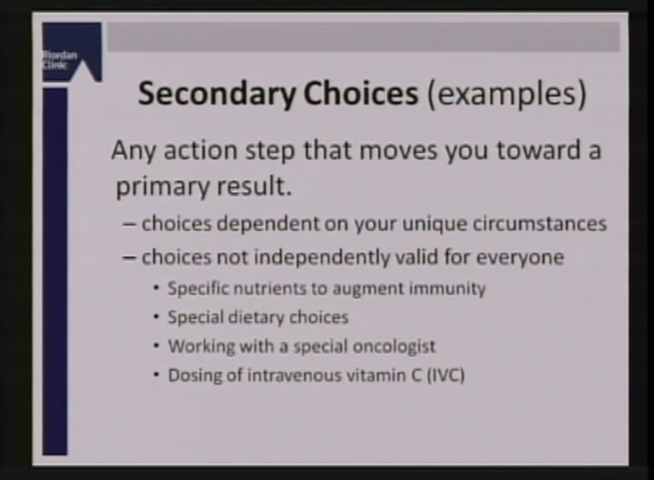 Riordan
Clinic
Secondary Choices (examples)
Any action step that moves you toward a
primary result.
– choices dependent on your unique circumstances
– choices not independently valid for everyone
• Specific nutrients to augment immunity
• Special dietary choices
• Working with a special oncologist
• Dosing of intravenous vitamin C (IVC)